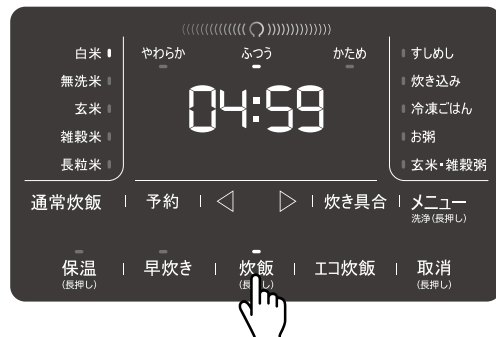 やわらか ふつう かため
白米
無洗米
玄米
雑穀米
長粒米
04:59
すしめし
炊き込み
冷凍ごはん
お粥
玄米・雑穀粥
通常炊飯 予約 炊き具合 メニュー
洗浄(長押し)
保温 早炊き 炊飯 エコ炊飯 取消
(長押し) (長押し)